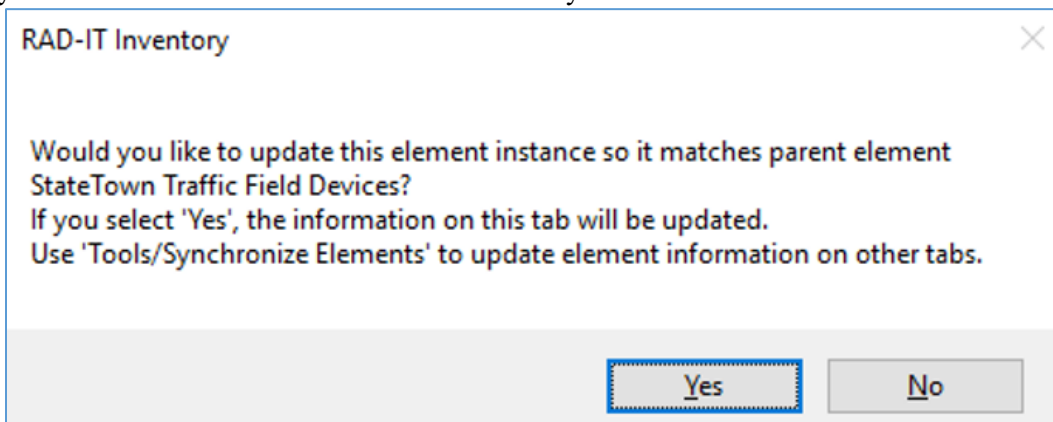 RAD-IT Inventory
Would you like to update this element instance so it matches parent element
StateTown Traffic Field Devices?
If you select 'Yes', the information on this tab will be updated.
Use 'Tools/Synchronize Elements' to update element information on other tabs.
Yes
No